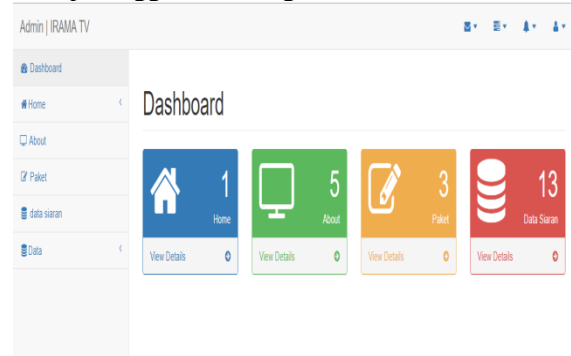 Admin | IRAMA TV
Dashboard
Home
About
Paket
data siaran
Data
Dashboard
1
Home
View Details
5
About
View Details
3
Paket
View Details
13
Data Siaran
View Details